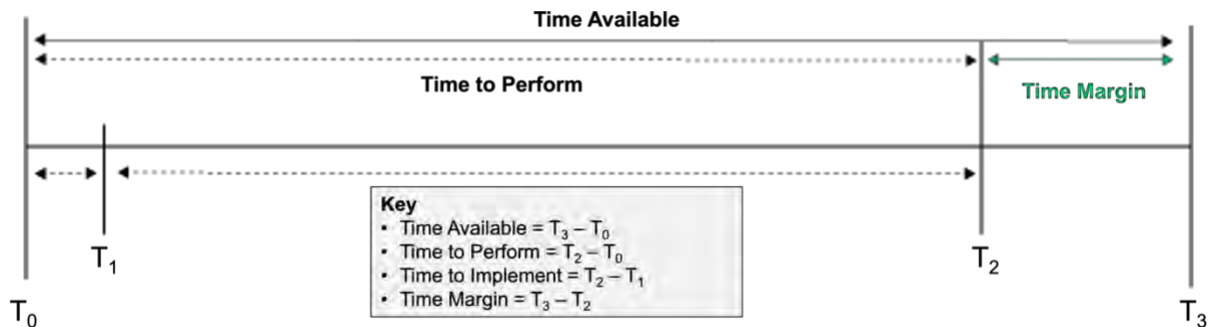 Time Available
Time to Perform
Time Margin
Key
• Time Available = T₃ – T₀
• Time to Perform = T₂ – T₀
• Time to Implement = T₂ – T₁
• Time Margin = T₃ – T₂
T₁
T₂
T₀
T₃